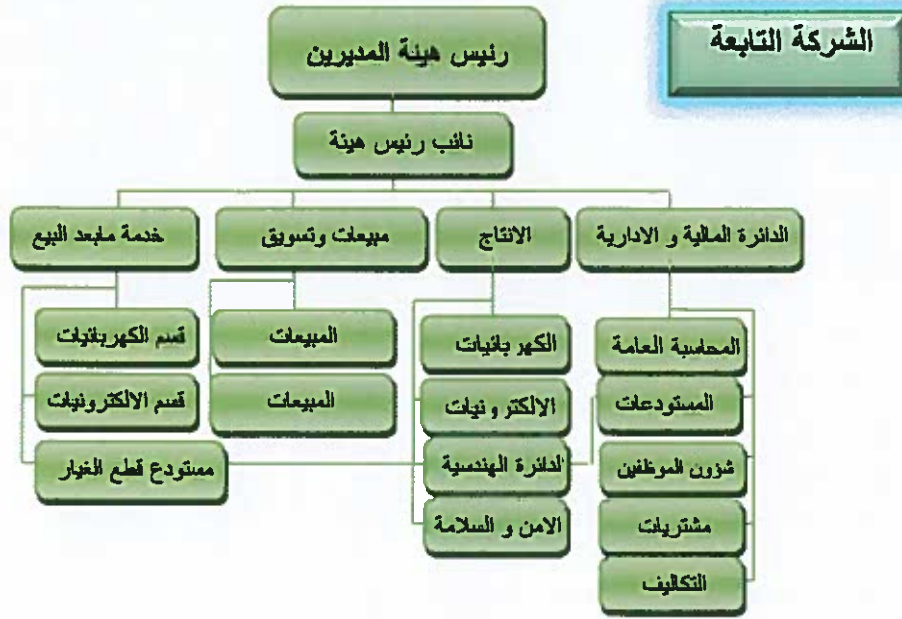 الشركة التابعة
رئيس هيئة المديرين
نائب رئيس هيئة
الدائرة المالية و الادارية
الانتاج
مبيعات وتسويق
خدمة مابعد البيع
المحاسبة العامة
المستودعات
شؤون الموظفين
مشتريات
التكاليف
الكهربائيات
الالكترونيات
الدائرة الهندسية
الامن و السلامة
المبيعات
المبيعات
قسم الكهربائيات
قسم الالكترونيات
مستودع قطع الغيار